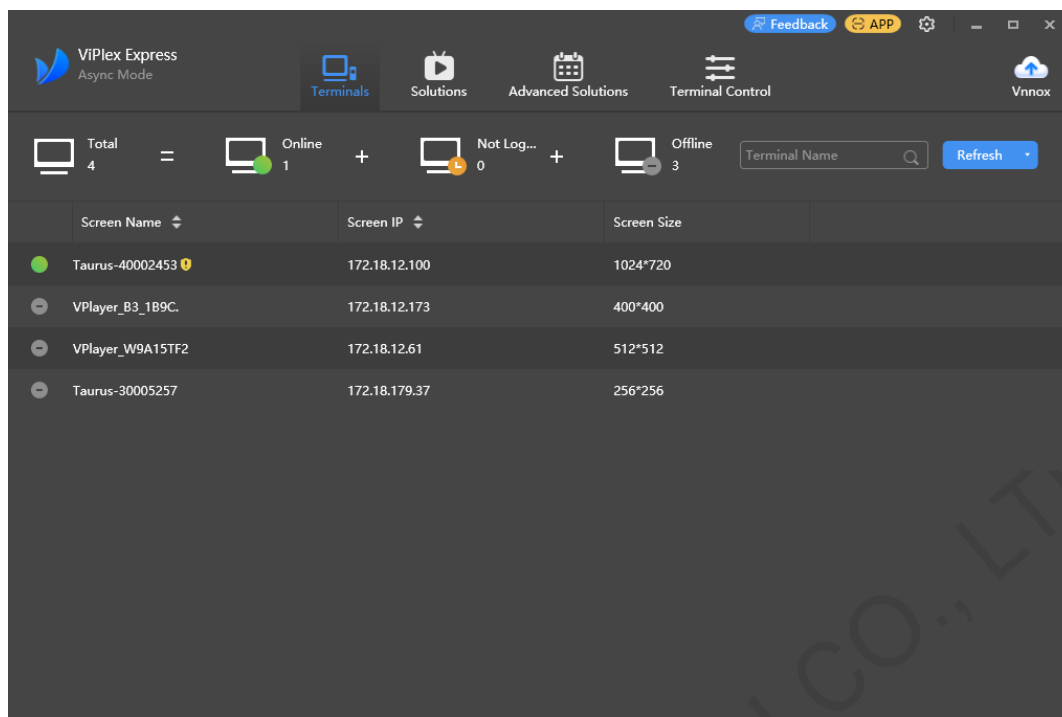 Feedback APP
ViPlex Express
Async Mode
Terminals Solutions Advanced Solutions Terminal Control Vnnox
Total 4 = Online 1 + Not Log... 0 + Offline 3 Terminal Name Refresh
Screen Name Screen IP Screen Size
Taurus-40002453 172.18.12.100 1024*720
VPlayer_B3_1B9C. 172.18.12.173 400*400
VPlayer_W9A15TF2 172.18.12.61 512*512
Taurus-30005257 172.18.179.37 256*256
CO., LT